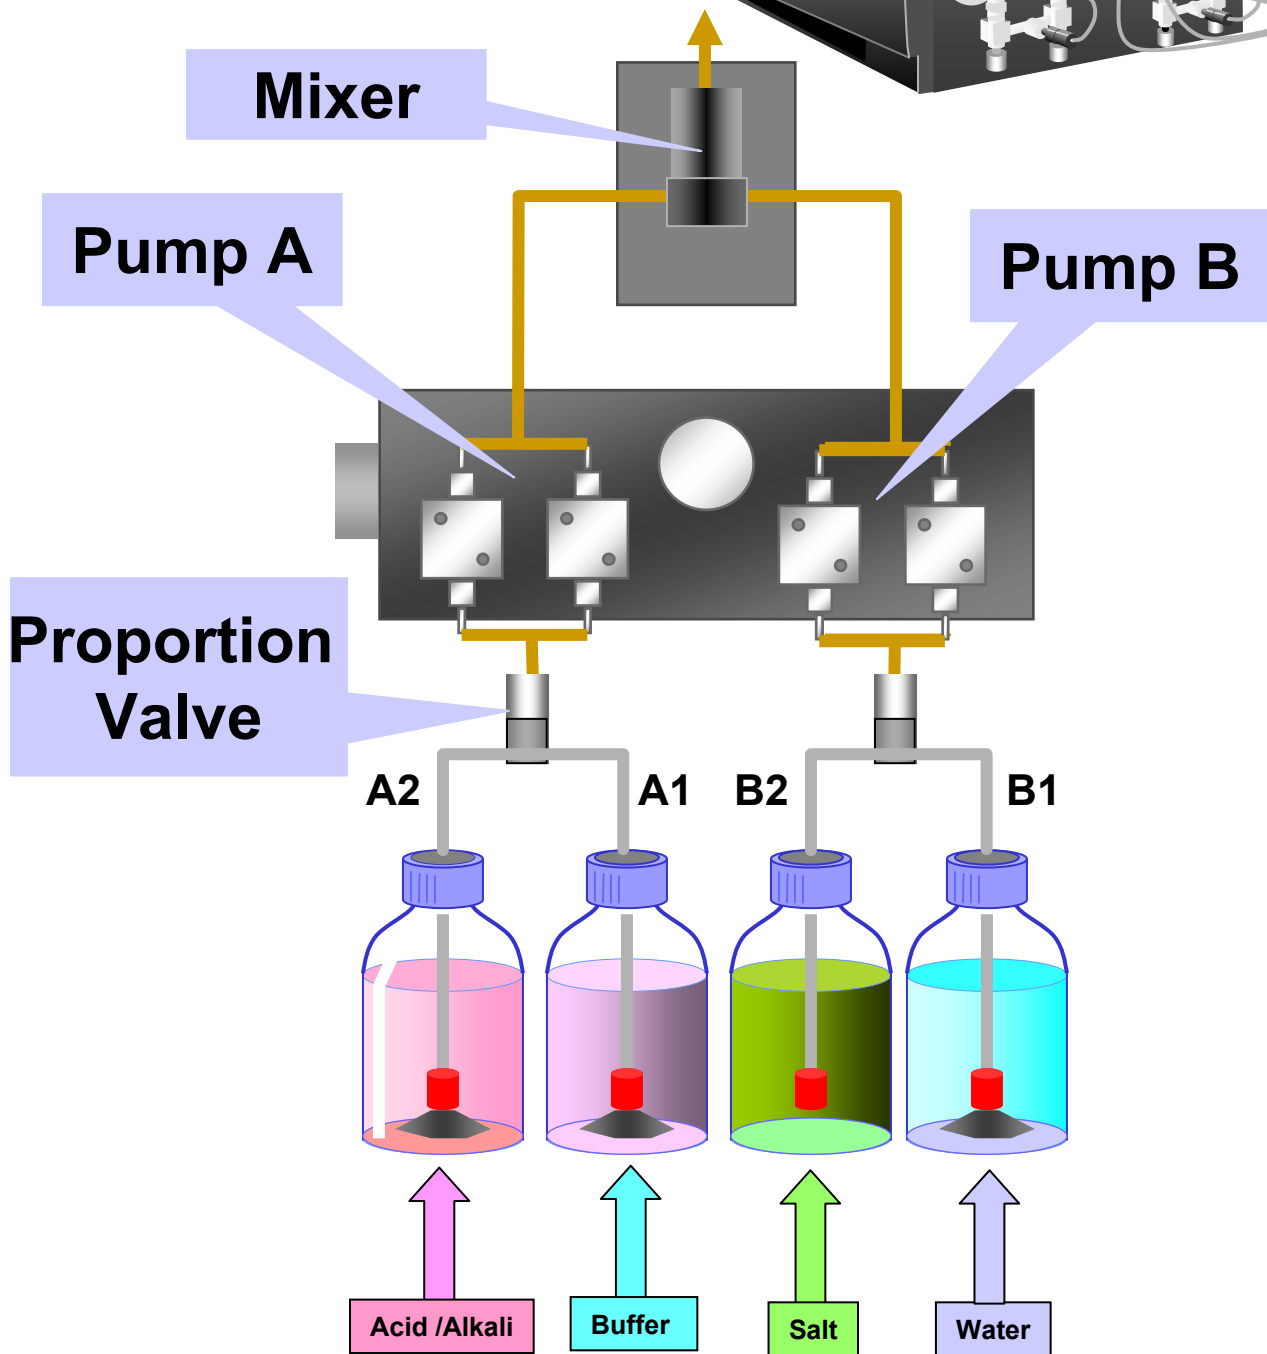 Mixer
Pump A
Pump B
Proportion
Valve
A2
A1
B2
B1
Acid /Alkali
Buffer
Salt
Water